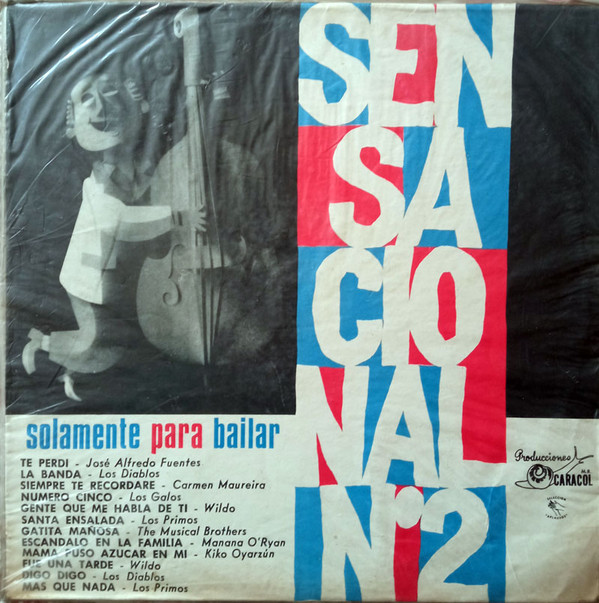 SEN
SA
CIO
NAL
Nº2
solamente para bailar
TE PERDI - José Alfredo Fuentes
LA BANDA - Los Diablos
SIEMPRE TE RECORDARE - Carmen Maureira
NUMERO CINCO - Los Galos
GENTE QUE ME HABLA DE TI - Wildo
SANTA ENSALADA - Los Primos
GATITA MAÑOSA - The Musical Brothers
ESCANDALO EN LA FAMILIA - Manana O'Ryan
MAMA PUSO AZUCAR EN MI - Kiko Oyarzún
FUE UNA TARDE - Wildo
DIGO DIGO - Los Diablos
MAS QUE NADA - Los Primos
Producciones
CARACOL
M.R.